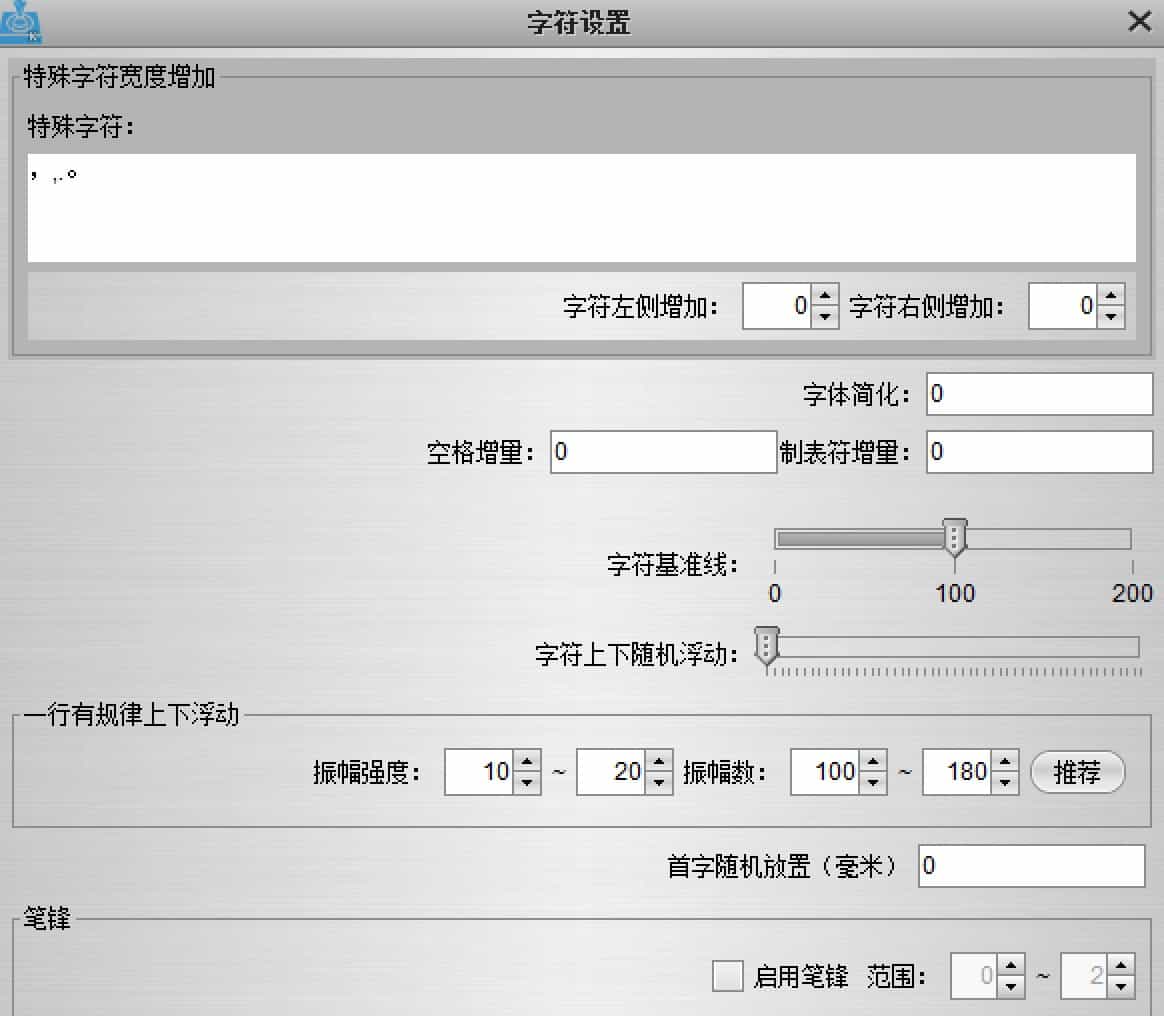 字符设置
特殊字符宽度增加
特殊字符：
，,.。
字符左侧增加： 0 字符右侧增加： 0
字体简化： 0
空格增量： 0 制表符增量： 0
字符基准线：
0 100 200
字符上下随机浮动：
一行有规律上下浮动
振幅强度： 10 ~ 20 振幅数： 100 ~ 180 推荐
首字随机放置（毫米） 0
笔锋
启用笔锋 范围： 0 ~ 2